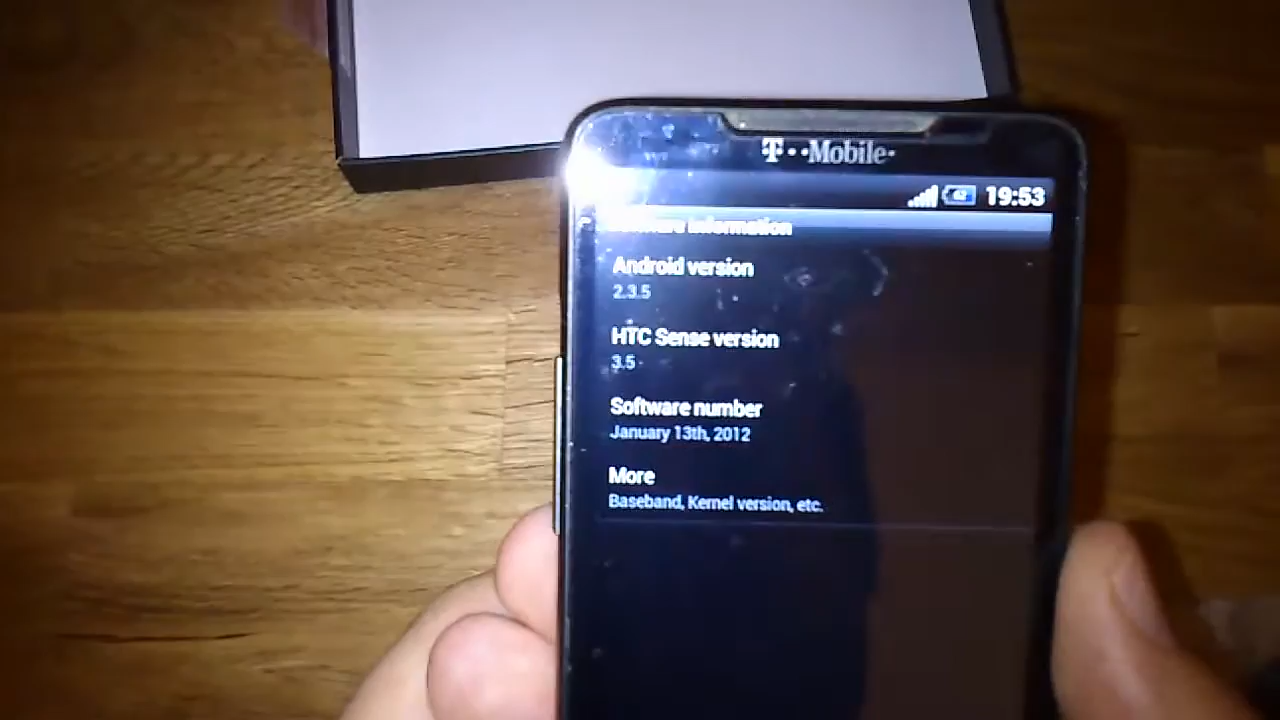 T··Mobile·
62 19:53
information
Android version
2.3.5
HTC Sense version
3.5
Software number
January 13th, 2012
More
Baseband, Kernel version, etc.